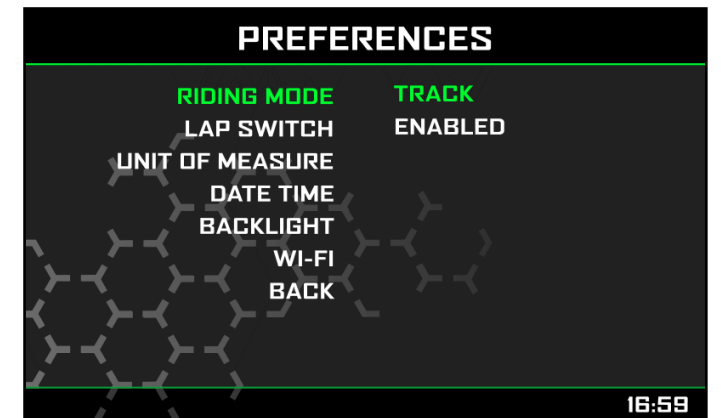 PREFERENCES
RIDING MODE TRACK
LAP SWITCH ENABLED
UNIT OF MEASURE
DATE TIME
BACKLIGHT
WI-FI
BACK
16:59